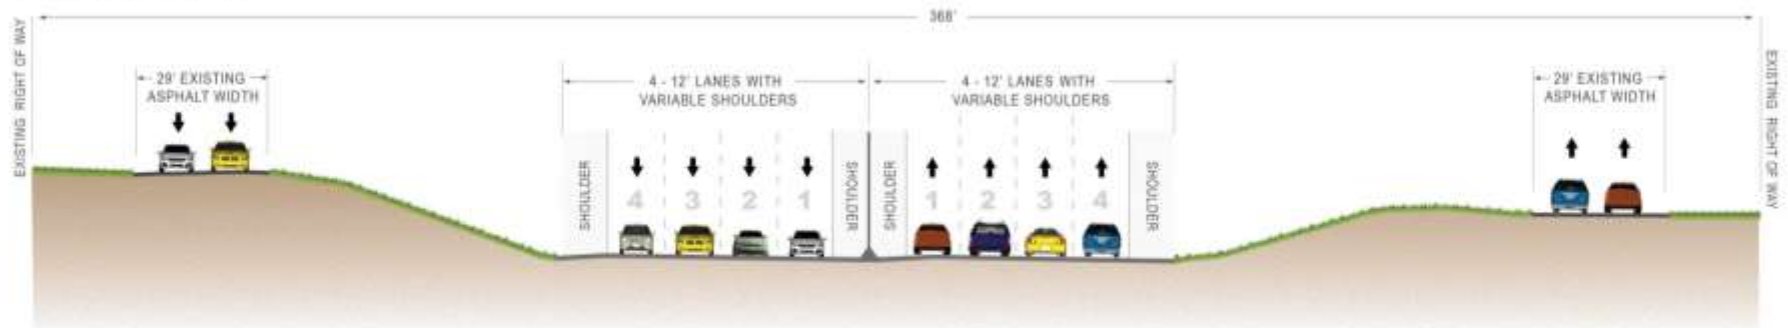 368'
EXISTING RIGHT OF WAY
29' EXISTING
ASPHALT WIDTH
4 - 12' LANES WITH
VARIABLE SHOULDERS
4 - 12' LANES WITH
VARIABLE SHOULDERS
29' EXISTING
ASPHALT WIDTH
EXISTING RIGHT OF WAY
SHOULDER
4 3 2 1
SHOULDER
SHOULDER
1 2 3 4
SHOULDER